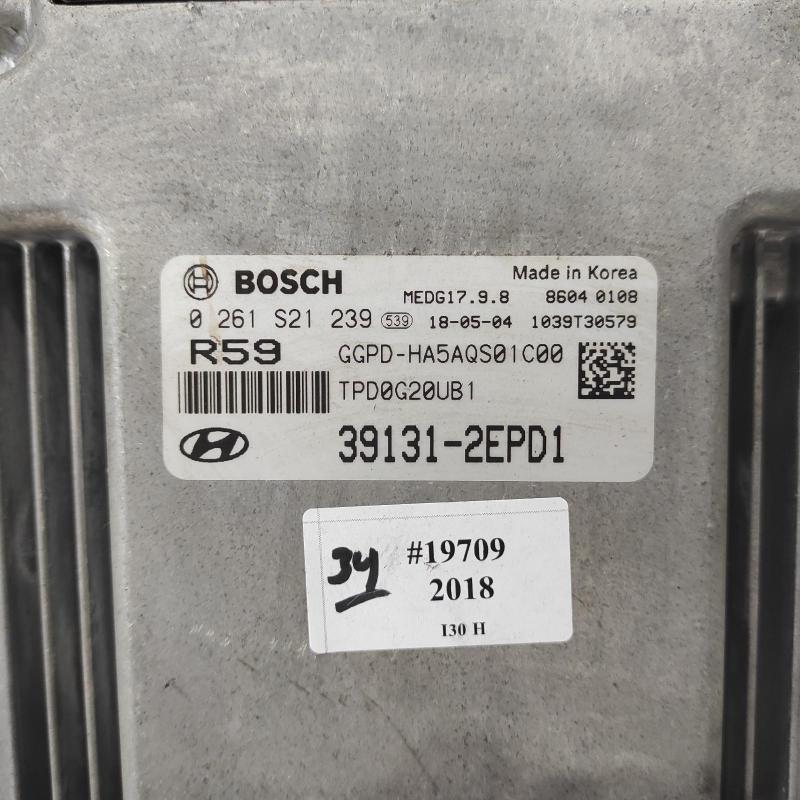 BOSCH Made in Korea
MEDG17.9.8 8604 0108
0 261 S21 239 539 18-05-04 1039T30579
R59 GGPD-HA5AQS01C00
TPD0G20UB1
39131-2EPD1
34 #19709
2018
I30 H